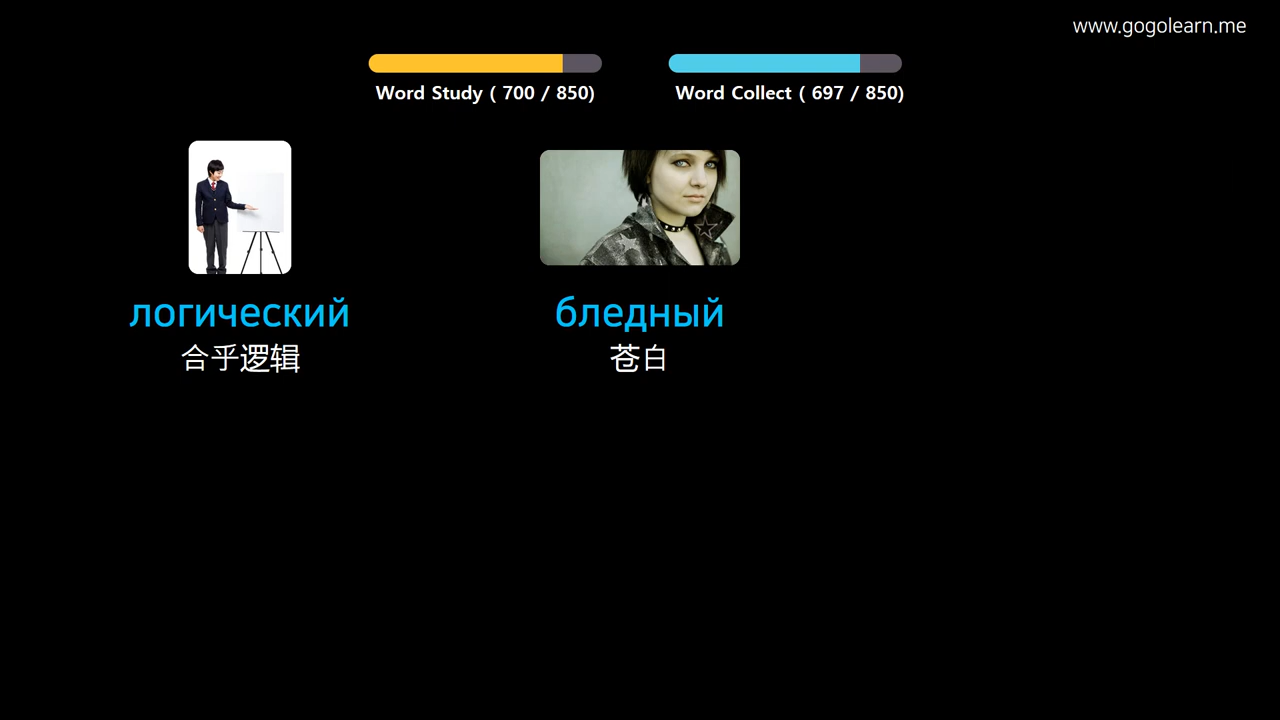 www.gogolearn.me
Word Study ( 700 / 850)
Word Collect ( 697 / 850)
логический
合乎逻辑
бледный
苍白